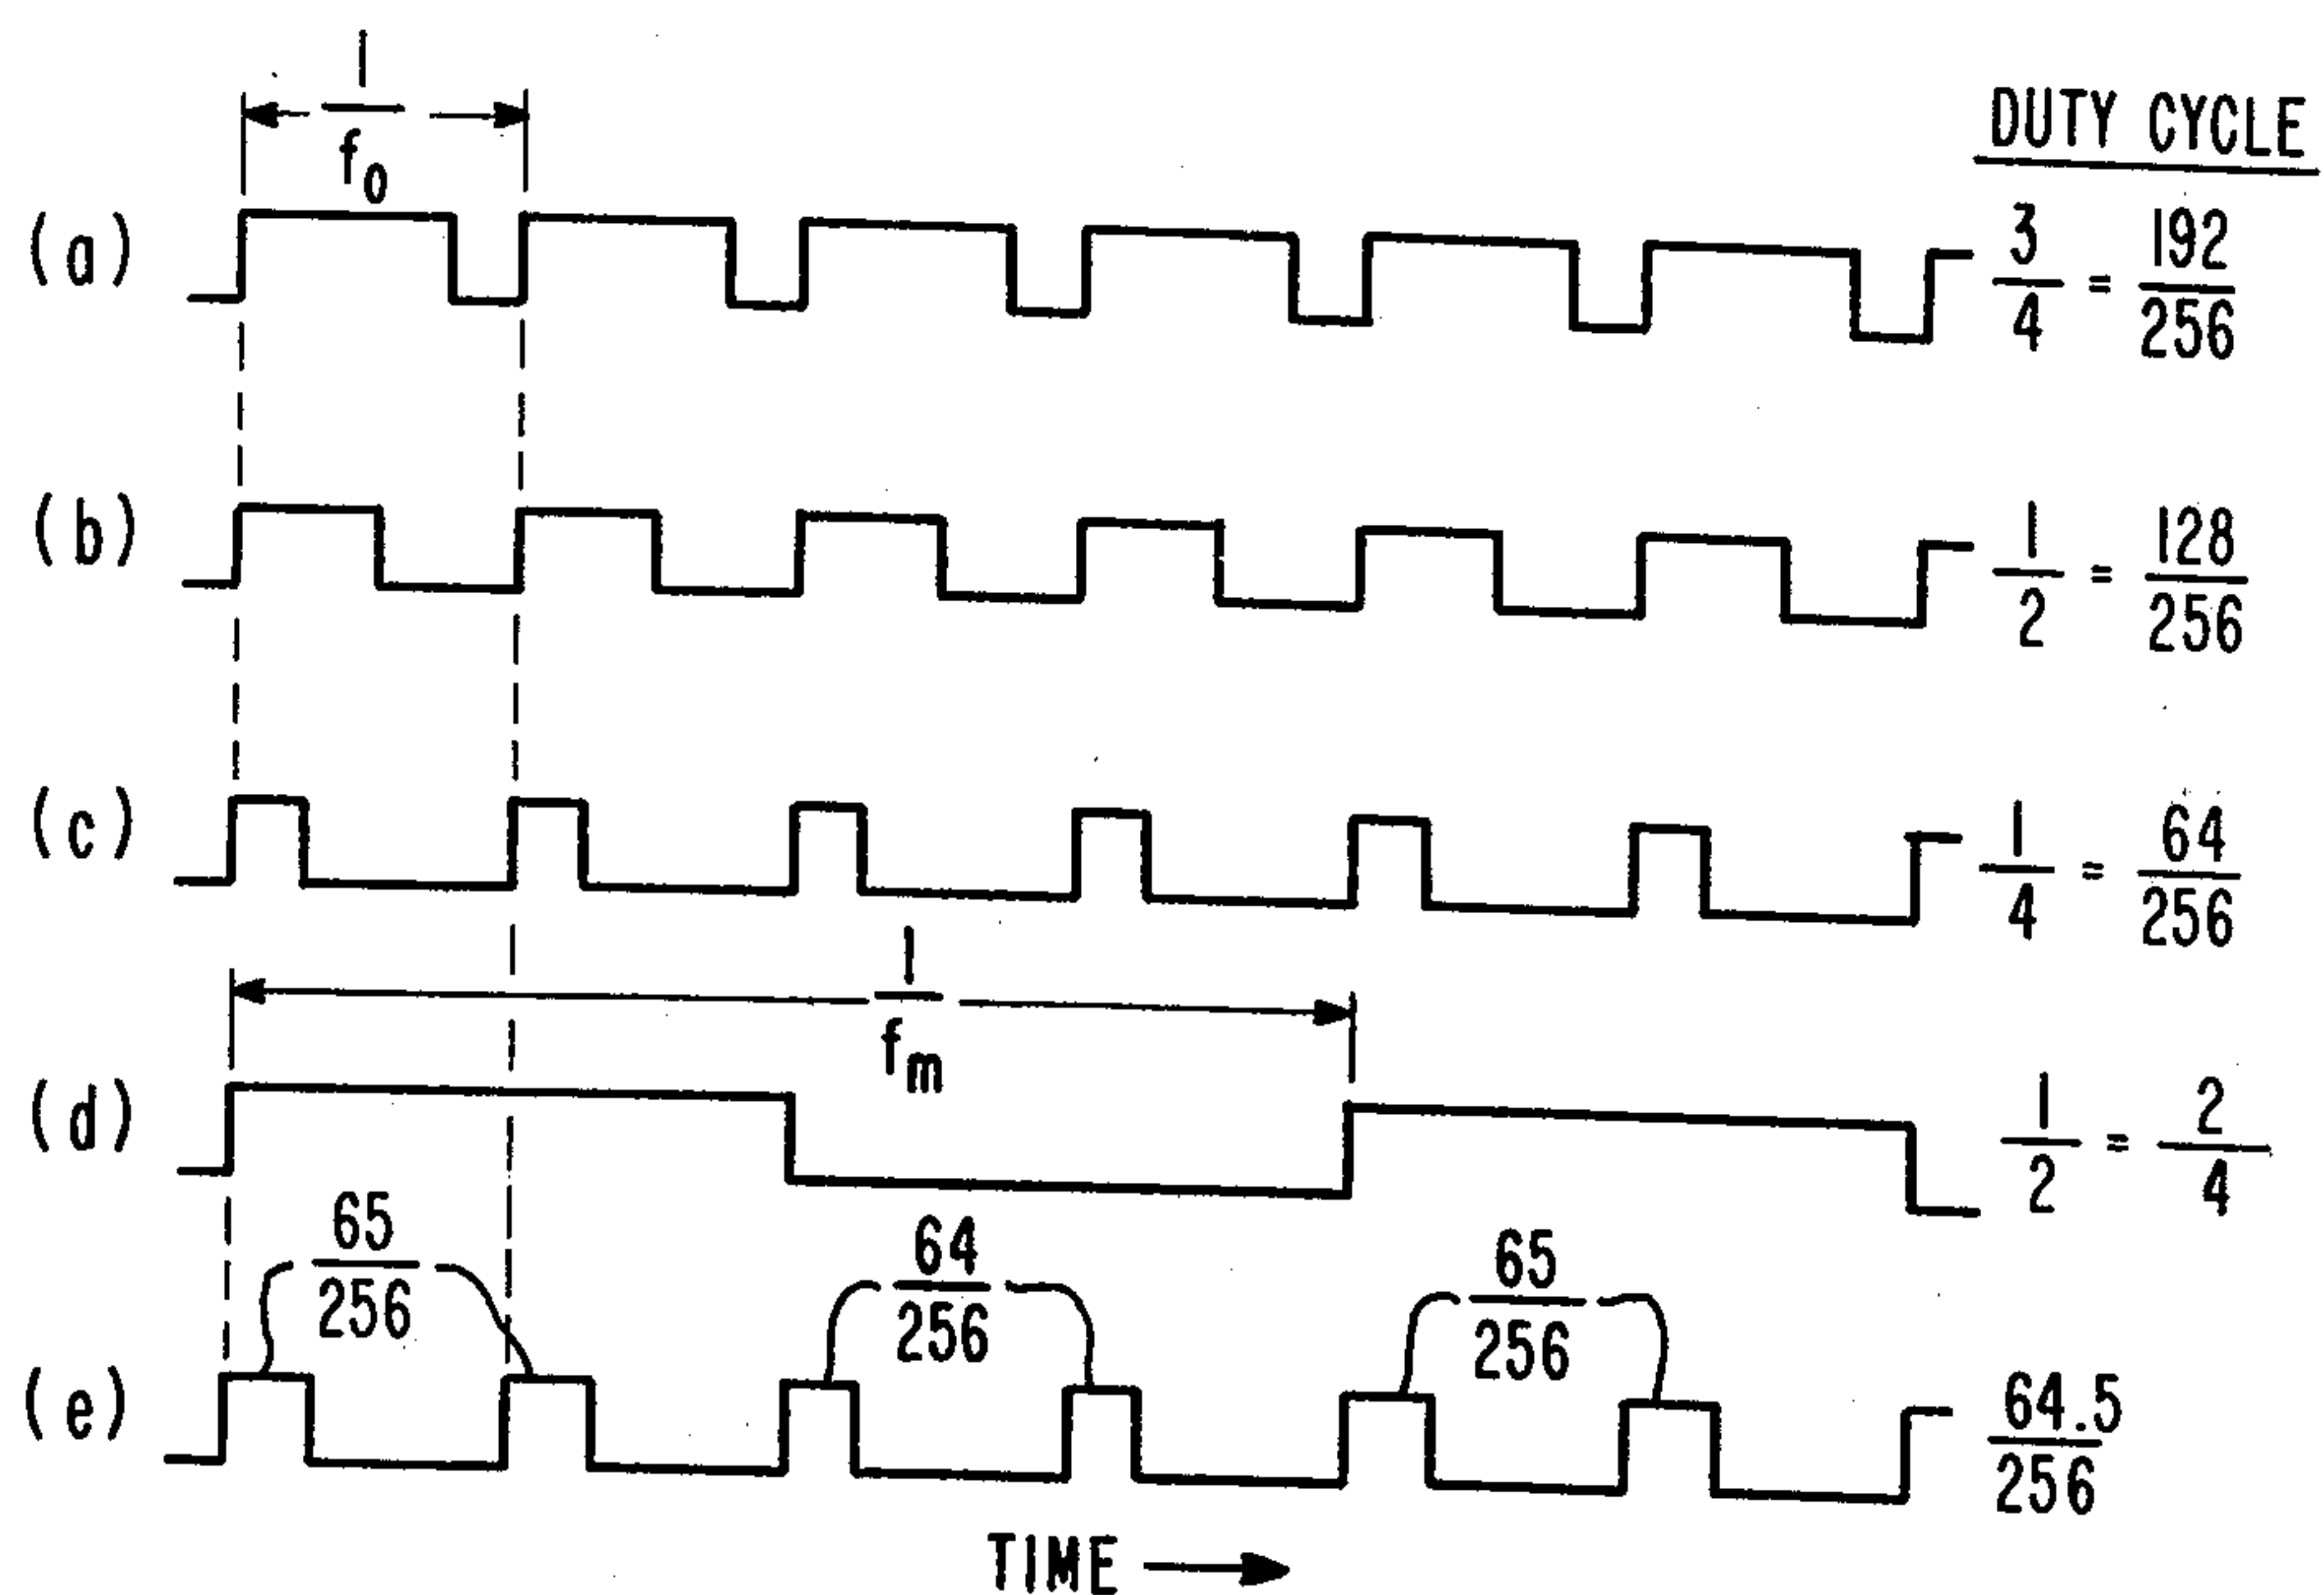 1/f₀
DUTY CYCLE
(a) 3/4 = 192/256
(b) 1/2 = 128/256
(c) 1/4 = 64/256
1/fₘ
(d) 1/2 = 2/4
65/256 64/256 65/256
(e) 64.5/256
TIME